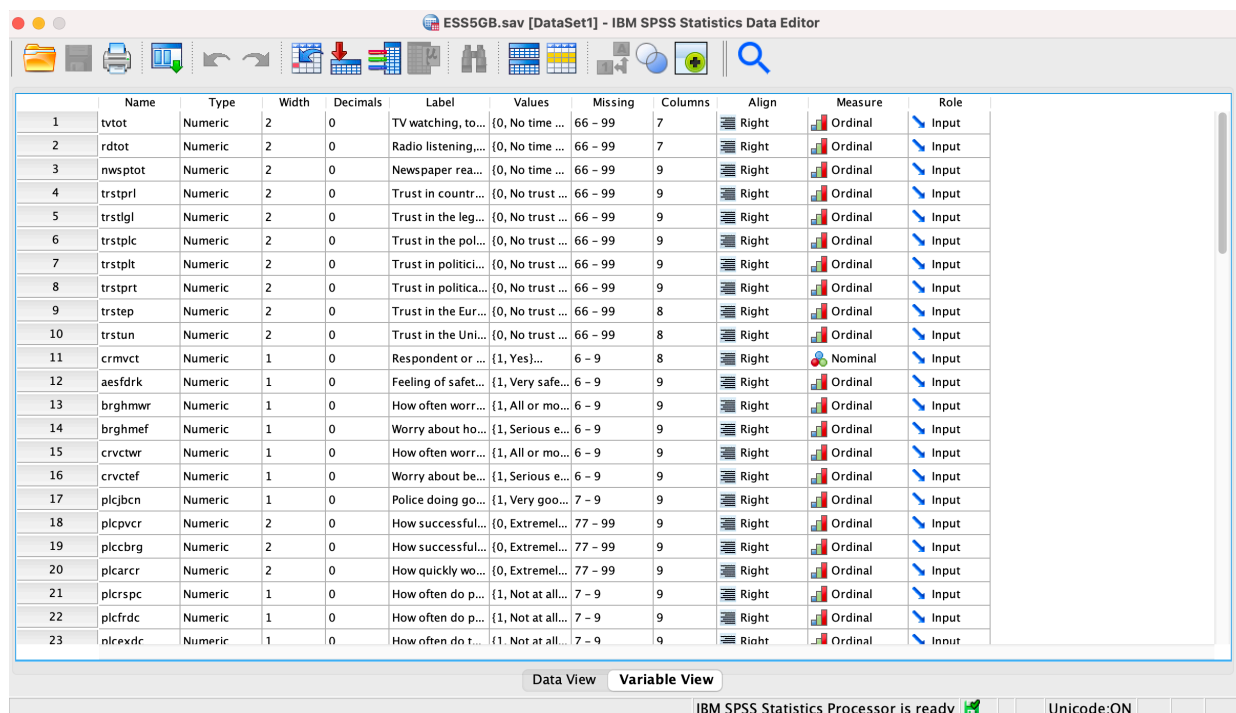 ESS5GB.sav [DataSet1] - IBM SPSS Statistics Data Editor
Name Type Width Decimals Label Values Missing Columns Align Measure Role
1 tvtot Numeric 2 0 TV watching, to... {0, No time ... 66 - 99 7 Right Ordinal Input
2 rdtot Numeric 2 0 Radio listening,... {0, No time ... 66 - 99 7 Right Ordinal Input
3 nwsptot Numeric 2 0 Newspaper rea... {0, No time ... 66 - 99 9 Right Ordinal Input
4 trstprl Numeric 2 0 Trust in countr... {0, No trust ... 66 - 99 9 Right Ordinal Input
5 trstlgl Numeric 2 0 Trust in the leg... {0, No trust ... 66 - 99 9 Right Ordinal Input
6 trstplc Numeric 2 0 Trust in the pol... {0, No trust ... 66 - 99 9 Right Ordinal Input
7 trstplt Numeric 2 0 Trust in politici... {0, No trust ... 66 - 99 9 Right Ordinal Input
8 trstprt Numeric 2 0 Trust in politica... {0, No trust ... 66 - 99 9 Right Ordinal Input
9 trstep Numeric 2 0 Trust in the Eur... {0, No trust ... 66 - 99 8 Right Ordinal Input
10 trstun Numeric 2 0 Trust in the Uni... {0, No trust ... 66 - 99 8 Right Ordinal Input
11 crmvct Numeric 1 0 Respondent or ... {1, Yes}... 6 - 9 8 Right Nominal Input
12 aesfdrk Numeric 1 0 Feeling of safet... {1, Very safe... 6 - 9 9 Right Ordinal Input
13 brghmwr Numeric 1 0 How often worr... {1, All or mo... 6 - 9 9 Right Ordinal Input
14 brghmef Numeric 1 0 Worry about ho... {1, Serious e... 6 - 9 9 Right Ordinal Input
15 crvctwr Numeric 1 0 How often worr... {1, All or mo... 6 - 9 9 Right Ordinal Input
16 crvctef Numeric 1 0 Worry about be... {1, Serious e... 6 - 9 9 Right Ordinal Input
17 plcjbcn Numeric 1 0 Police doing go... {1, Very goo... 7 - 9 9 Right Ordinal Input
18 plcpvcr Numeric 2 0 How successful... {0, Extremel... 77 - 99 9 Right Ordinal Input
19 plccbrg Numeric 2 0 How successful... {0, Extremel... 77 - 99 9 Right Ordinal Input
20 plcarcr Numeric 2 0 How quickly wo... {0, Extremel... 77 - 99 9 Right Ordinal Input
21 plcrspc Numeric 1 0 How often do p... {1, Not at all... 7 - 9 9 Right Ordinal Input
22 plcfrdc Numeric 1 0 How often do p... {1, Not at all... 7 - 9 9 Right Ordinal Input
23 plcexdc Numeric 1 0 How often do t... {1, Not at all... 7 - 9 9 Right Ordinal Input
Data View Variable View
IBM SPSS Statistics Processor is ready Unicode:ON